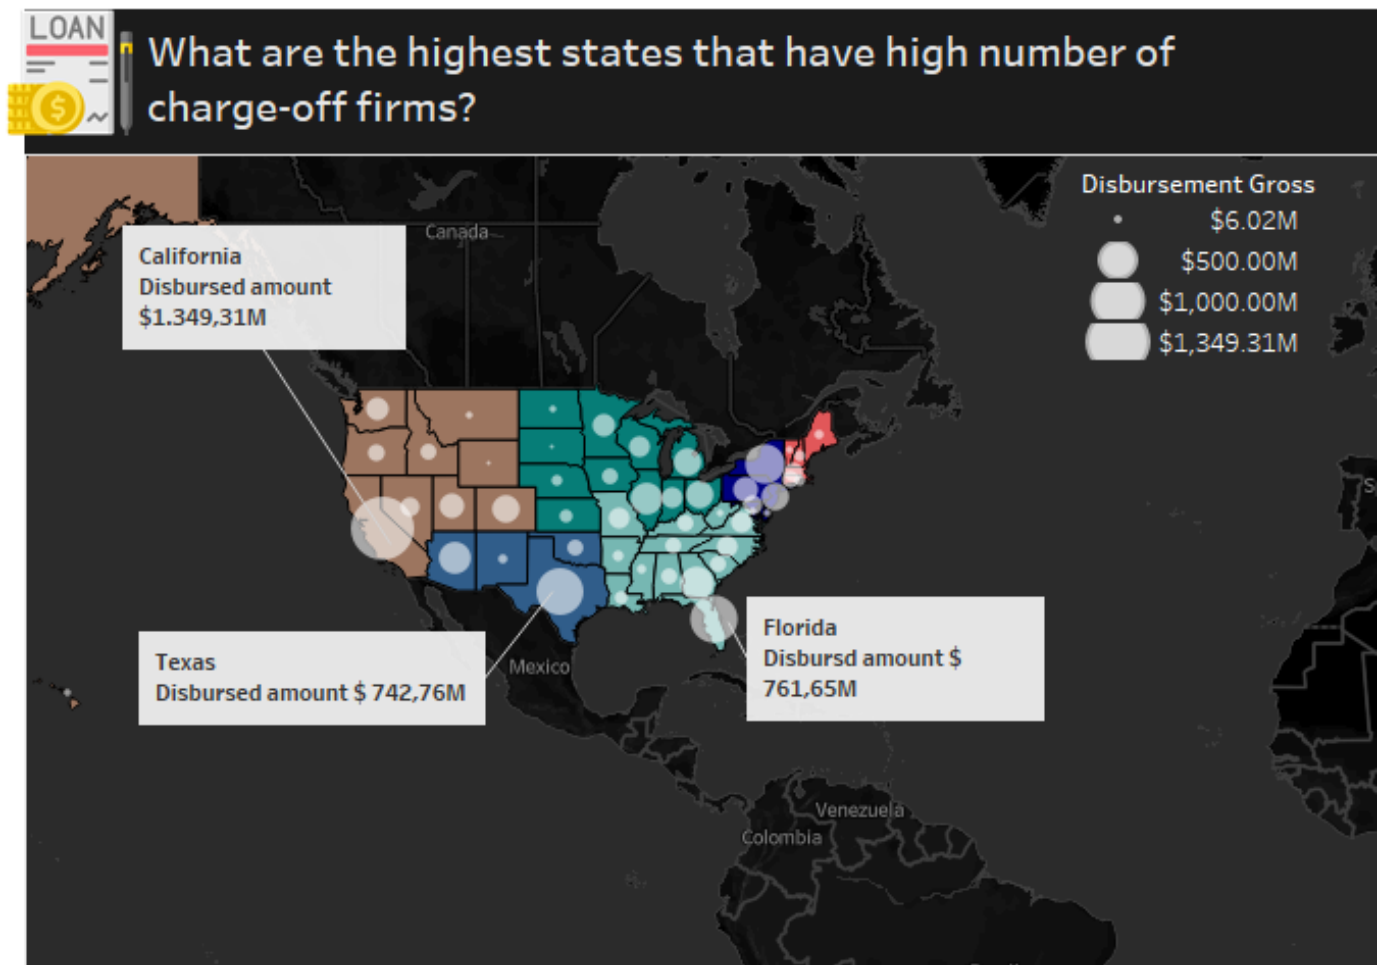 LOAN
What are the highest states that have high number of
charge-off firms?
Disbursement Gross
$6.02M
$500.00M
$1,000.00M
$1,349.31M
Canada
California
Disbursed amount
$1.349,31M
Texas
Disbursed amount $ 742,76M
Mexico
Florida
Disbursd amount $
761,65M
Venezuela
Colombia